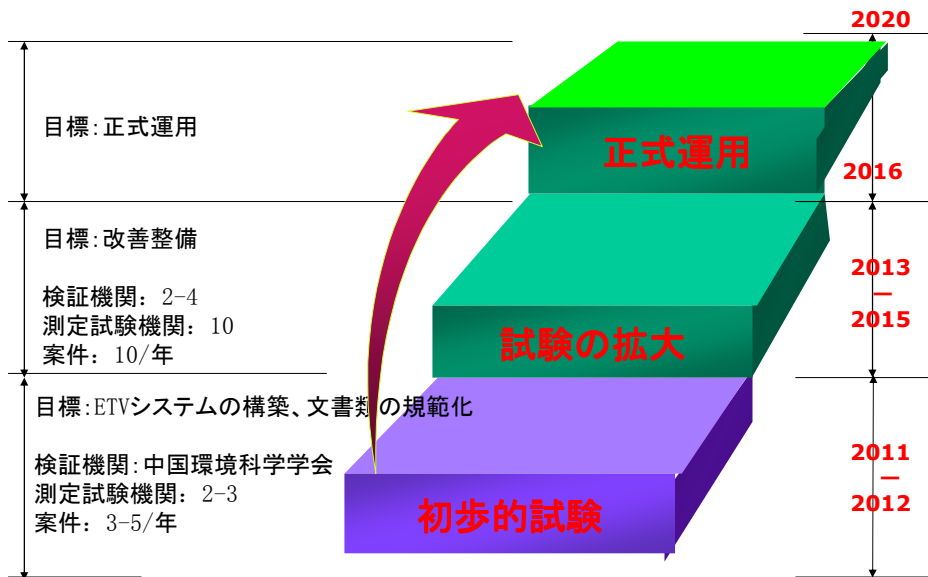 2020
目標：正式運用
正式運用
2016
目標：改善整備
検証機関：2-4
測定試験機関：10
案件：10/年
2013
—
2015
試験の拡大
目標：ETVシステムの構築、文書類の規範化
検証機関：中国環境科学学会
測定試験機関：2-3
案件：3-5/年
2011
—
2012
初歩的試験